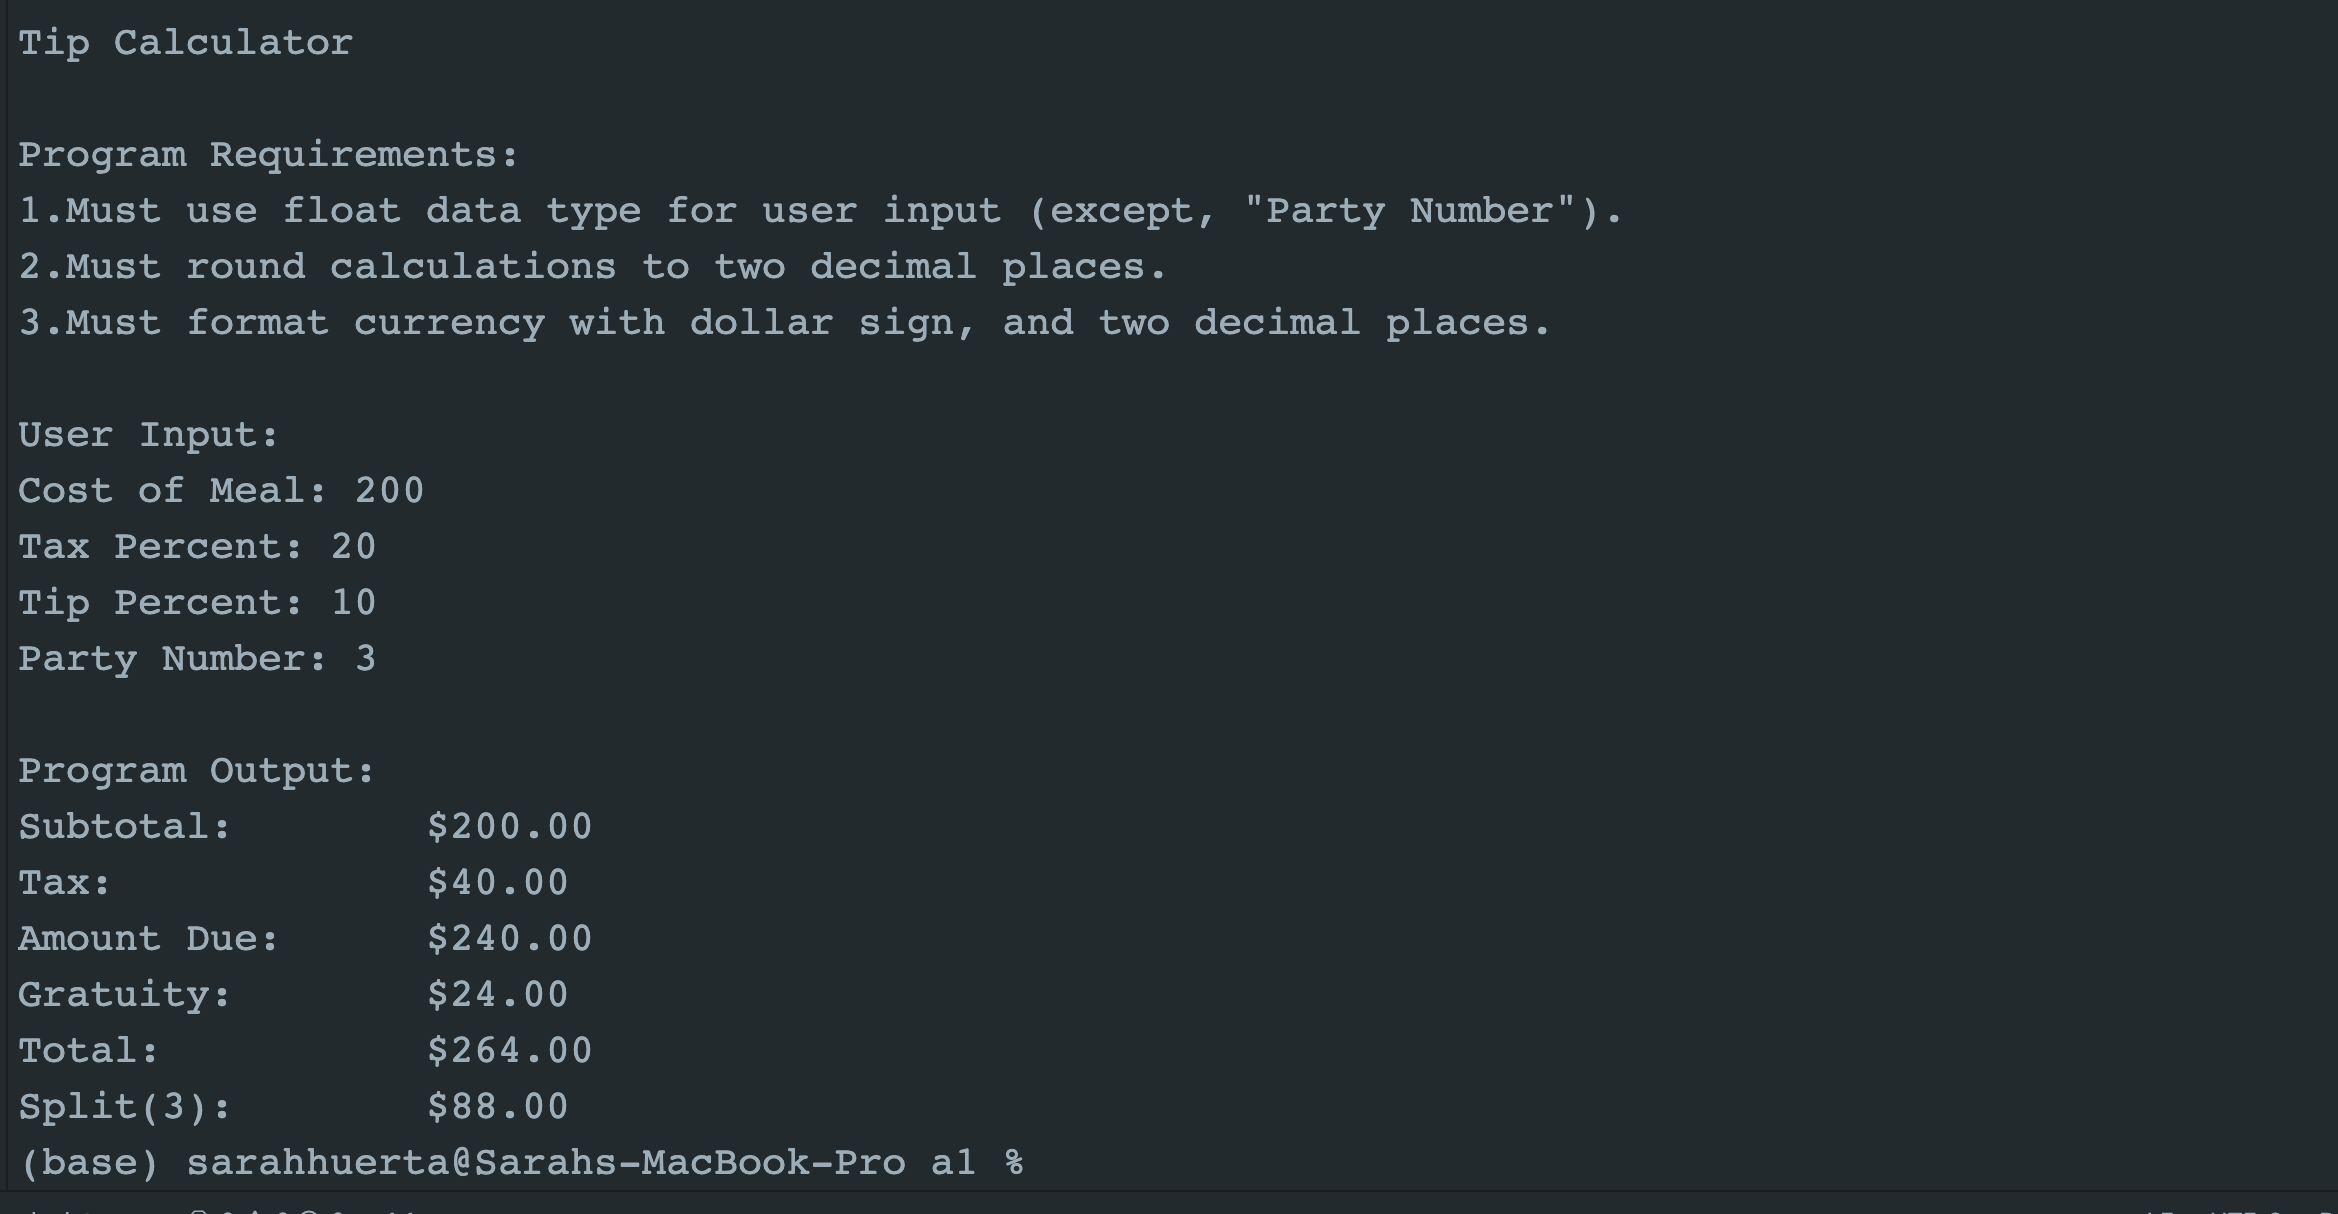 Tip Calculator
Program Requirements:
1.Must use float data type for user input (except, "Party Number").
2.Must round calculations to two decimal places.
3.Must format currency with dollar sign, and two decimal places.
User Input:
Cost of Meal: 200
Tax Percent: 20
Tip Percent: 10
Party Number: 3
Program Output:
Subtotal: $200.00
Tax: $40.00
Amount Due: $240.00
Gratuity: $24.00
Total: $264.00
Split(3): $88.00
(base) sarahhuerta@Sarahs-MacBook-Pro a1 %